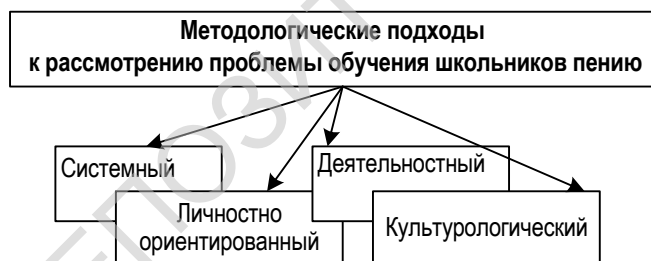 Методологические подходы
к рассмотрению проблемы обучения школьников пению
Системный
Деятельностный
Личностно
ориентированный
Культурологический